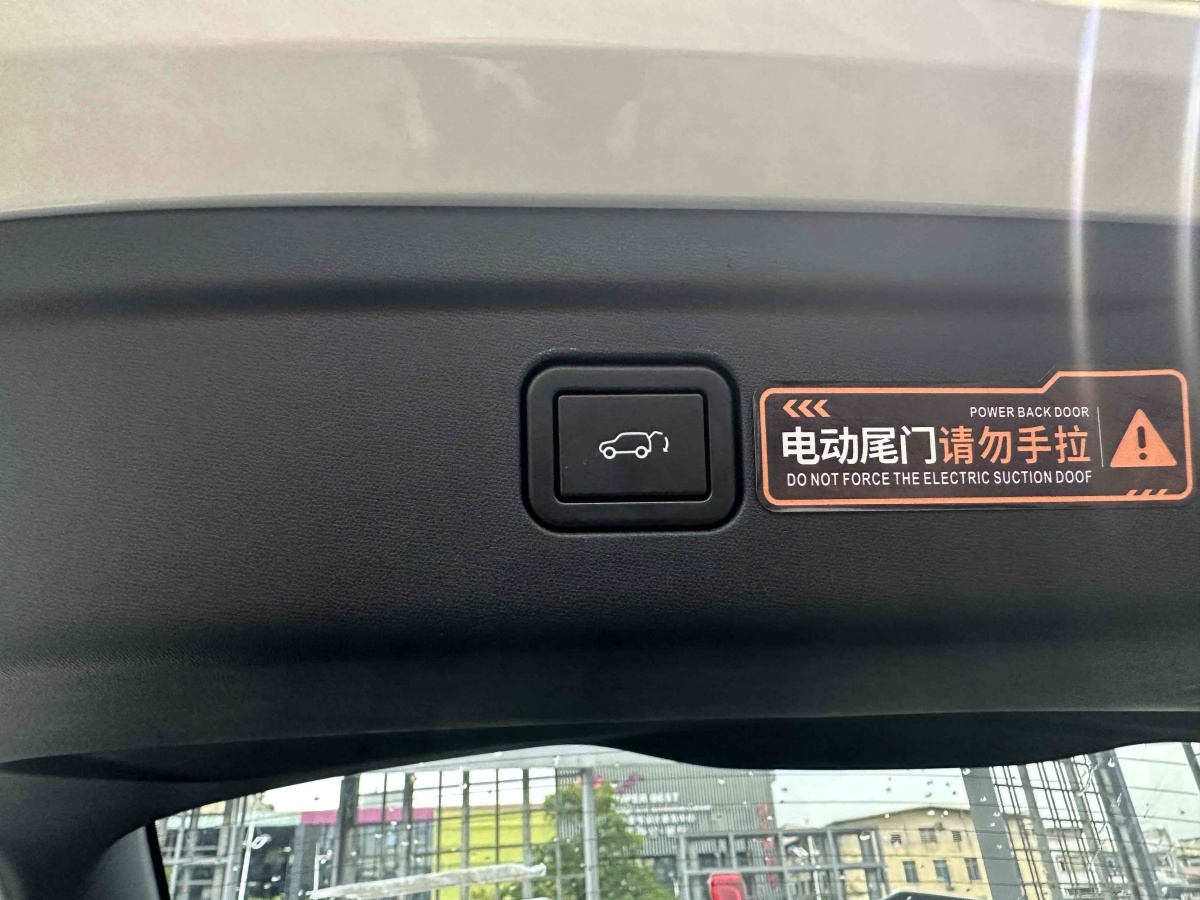 POWER BACK DOOR
电动尾门请勿手拉
DO NOT FORCE THE ELECTRIC SUCTION DOOF